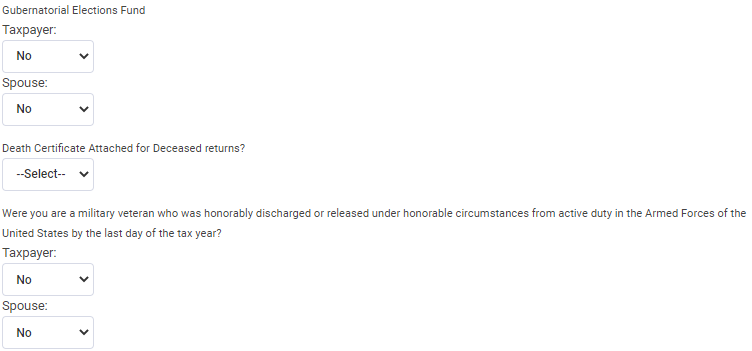 Gubernatorial Elections Fund
Taxpayer:
No
Spouse:
No
Death Certificate Attached for Deceased returns?
--Select--
Were you are a military veteran who was honorably discharged or released under honorable circumstances from active duty in the Armed Forces of the
United States by the last day of the tax year?
Taxpayer:
No
Spouse:
No